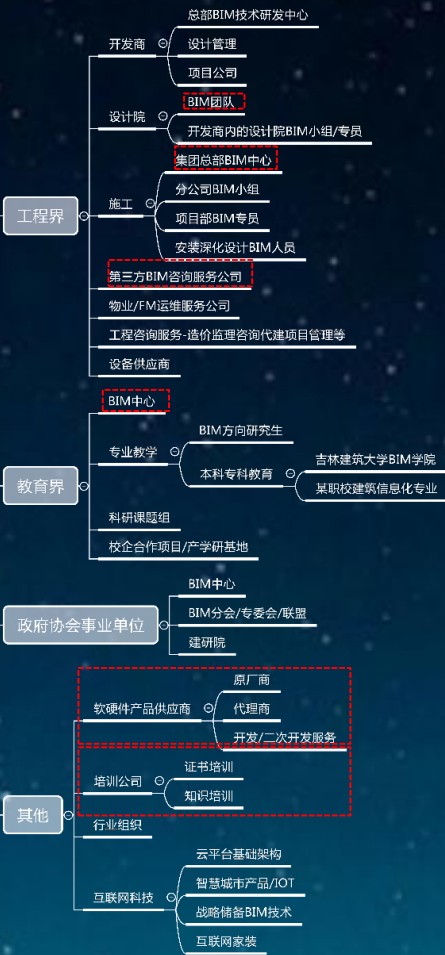 工程界
开发商
总部BIM技术研发中心
设计管理
项目公司
设计院
BIM团队
开发商内的设计院BIM小组/专员
施工
集团总部BIM中心
分公司BIM小组
项目部BIM专员
安装深化设计BIM人员
第三方BIM咨询服务公司
物业/FM运维服务公司
工程咨询服务-造价监理咨询代建项目管理等
设备供应商
教育界
BIM中心
专业教学
BIM方向研究生
本科专科教育
吉林建筑大学BIM学院
某职校建筑信息化专业
科研课题组
校企合作项目/产学研基地
政府协会事业单位
BIM中心
BIM分会/专委会/联盟
建研院
其他
软硬件产品供应商
原厂商
代理商
开发/二次开发服务
培训公司
证书培训
知识培训
行业组织
互联网科技
云平台基础架构
智慧城市产品/IOT
战略储备BIM技术
互联网家装